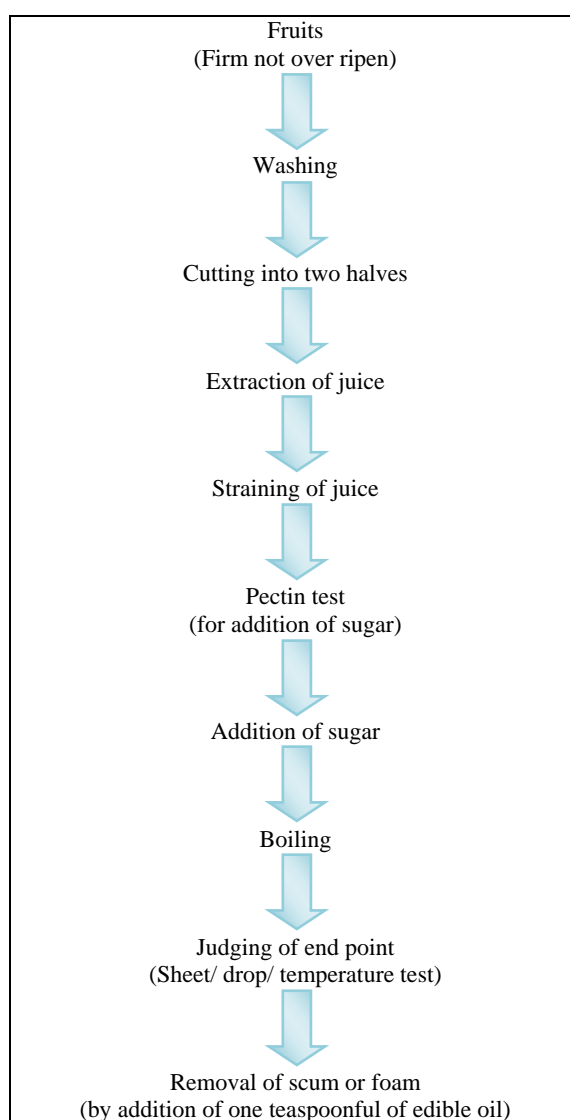 Fruits
(Firm not over ripen)
Washing
Cutting into two halves
Extraction of juice
Straining of juice
Pectin test
(for addition of sugar)
Addition of sugar
Boiling
Judging of end point
(Sheet/ drop/ temperature test)
Removal of scum or foam
(by addition of one teaspoonful of edible oil)